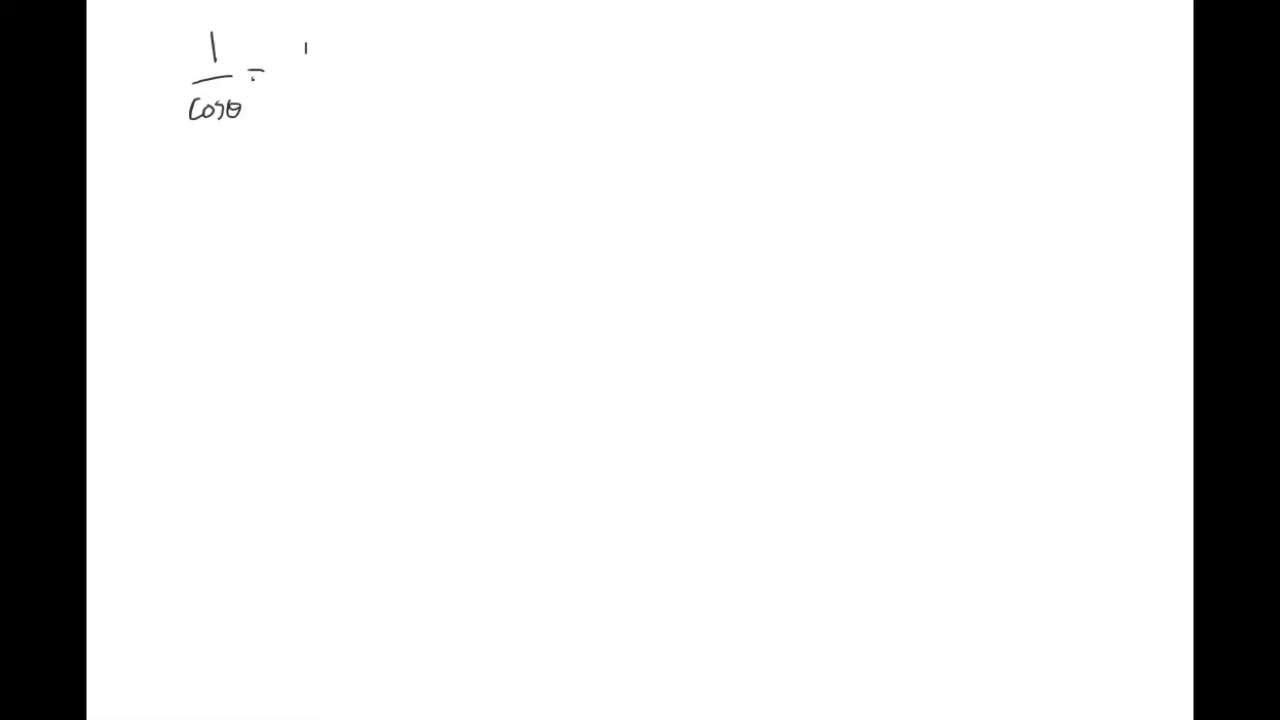 1/cosθ =